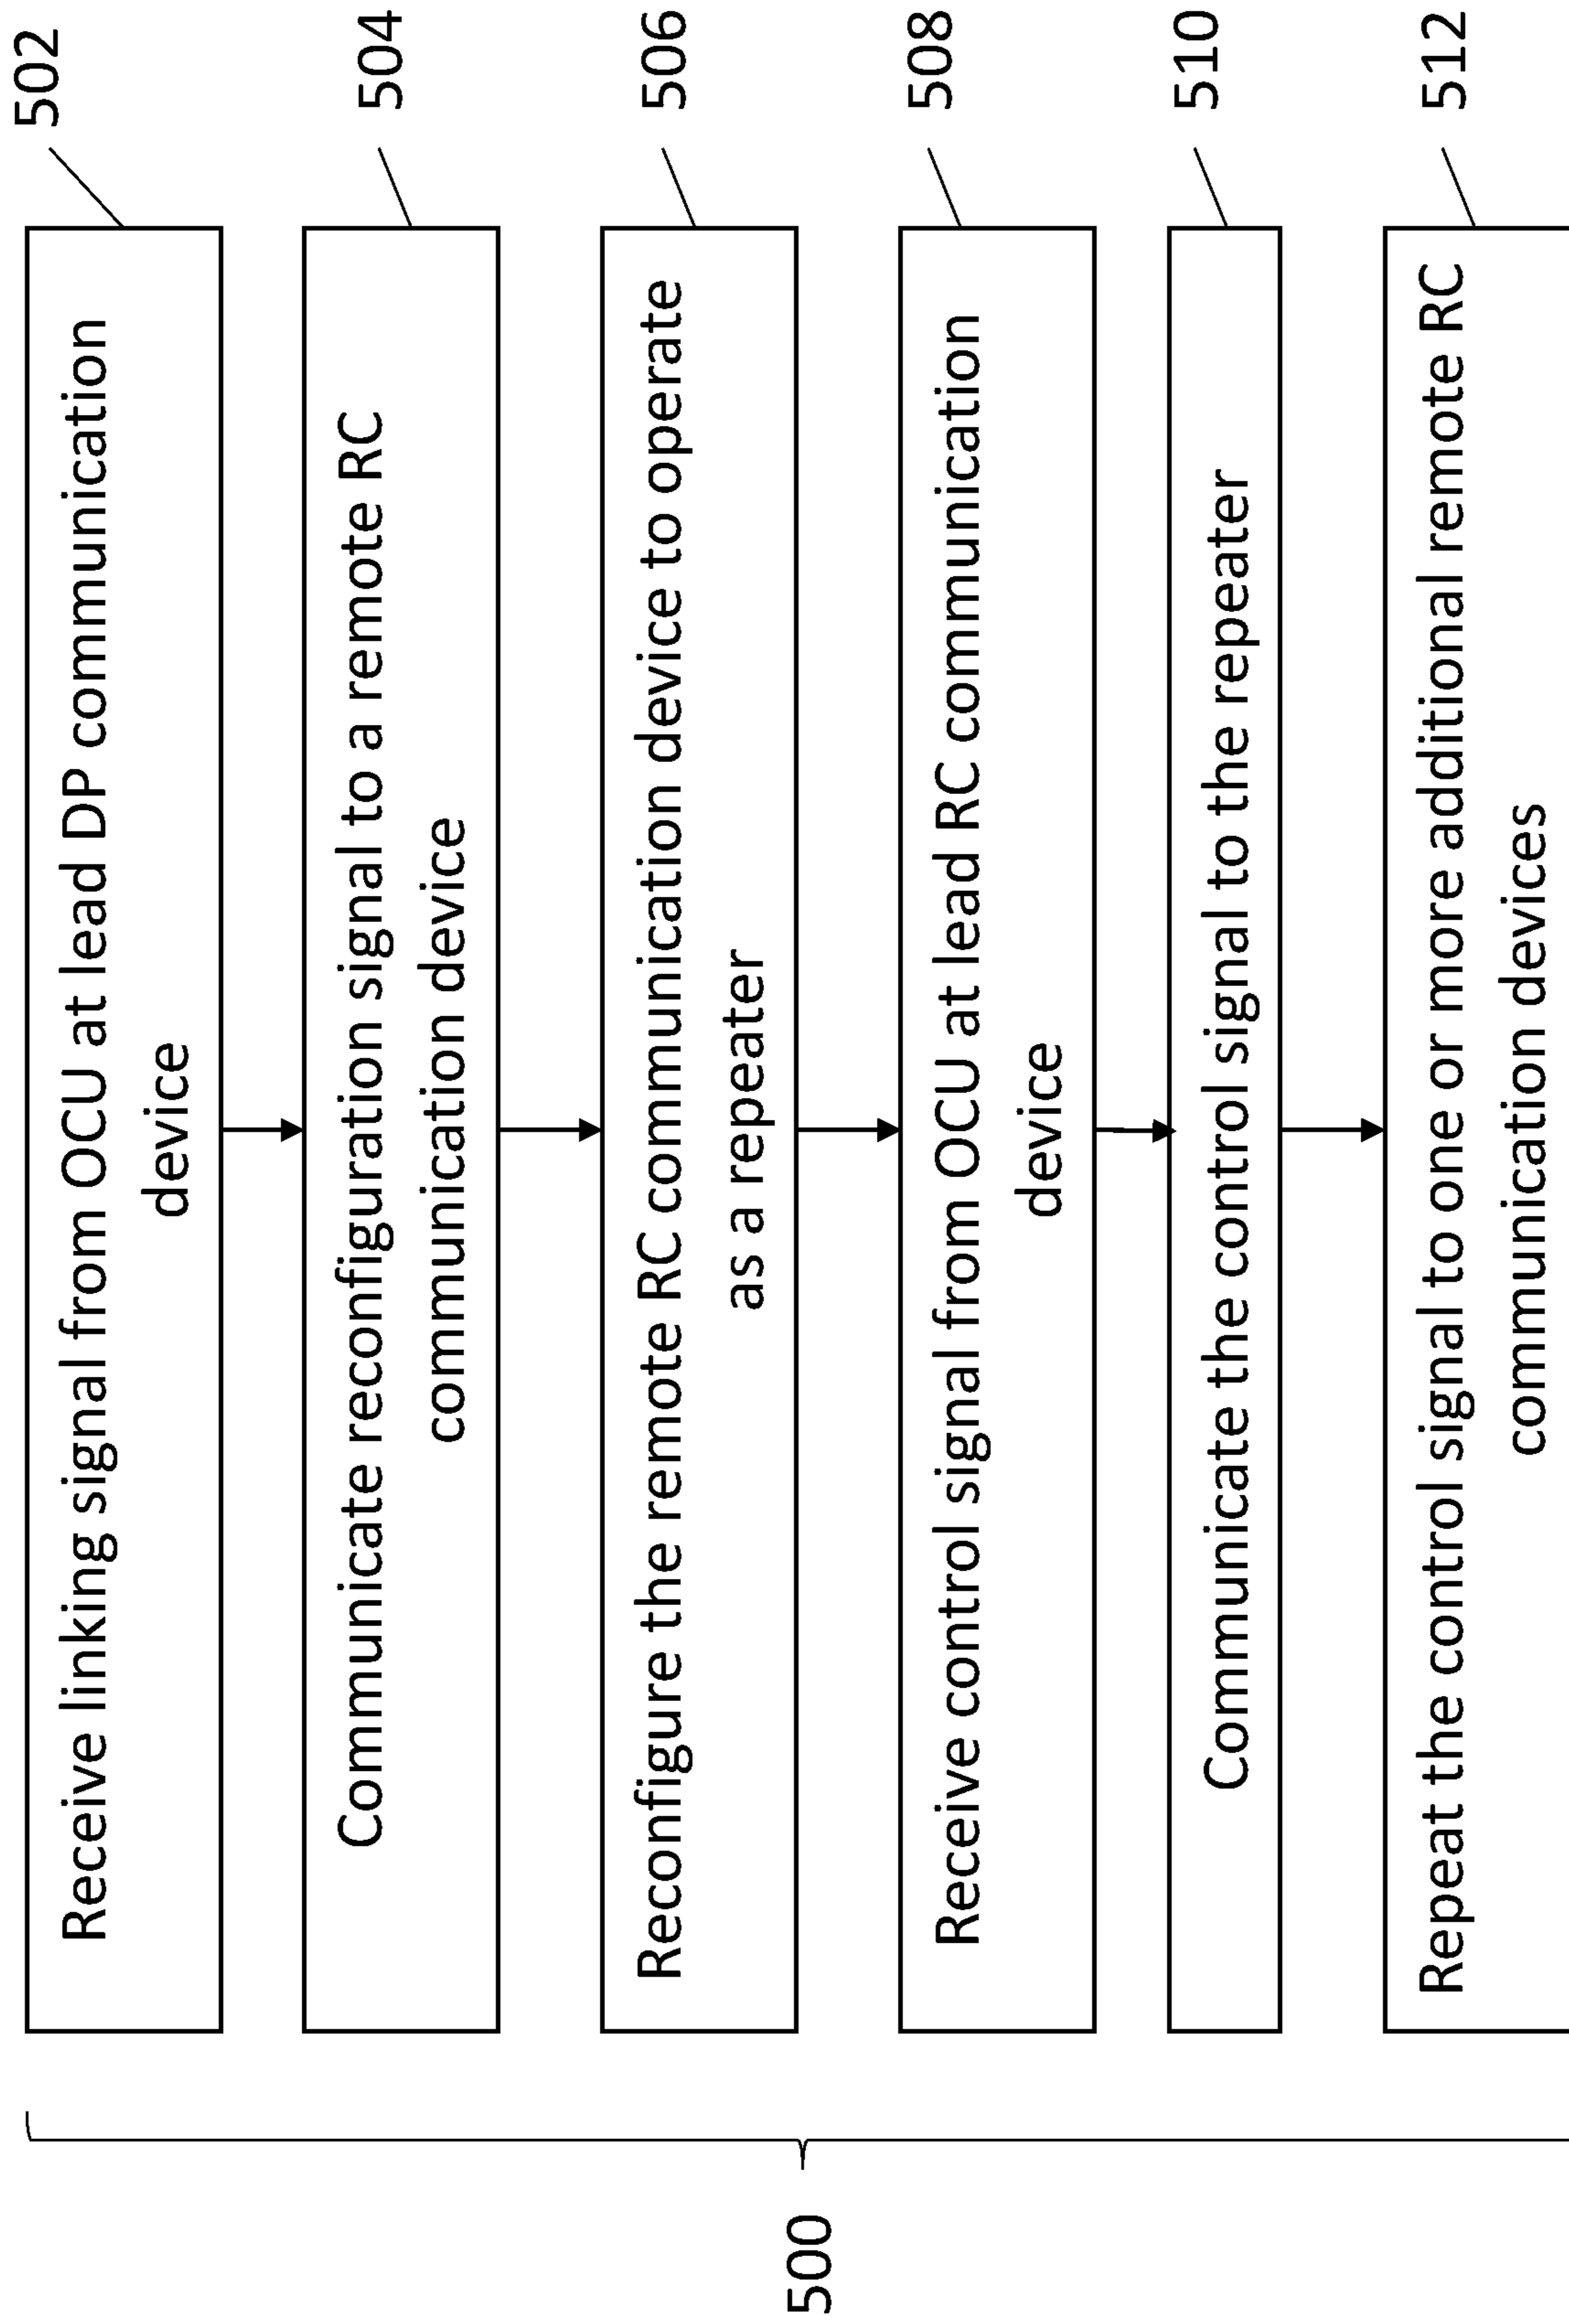 Receive linking signal from OCU at lead DP communication
device
502
Communicate reconfiguration signal to a remote RC
communication device
504
Reconfigure the remote RC communication device to operate
as a repeater
506
Receive control signal from OCU at lead RC communication
device
508
Communicate the control signal to the repeater
510
Repeat the control signal to one or more additional remote RC
communication devices
512
500